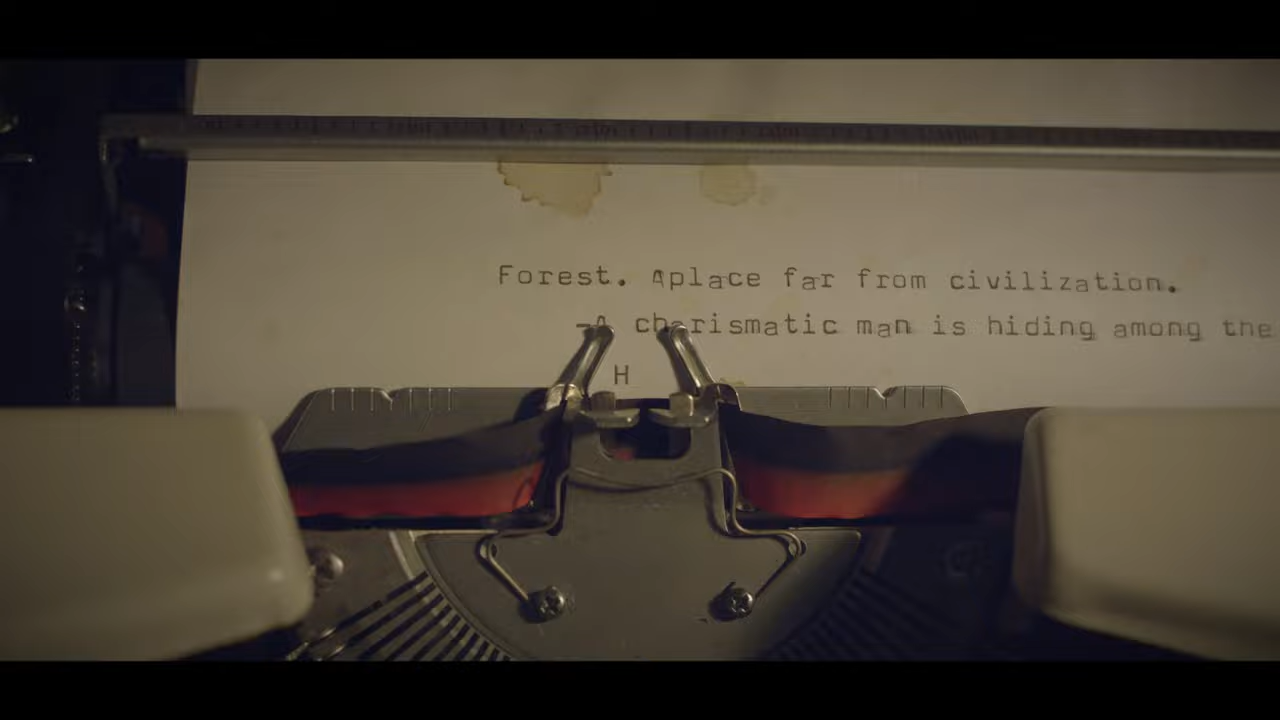 Forest. Aplace far from civilization.
-A charismatic man is hiding among the
H